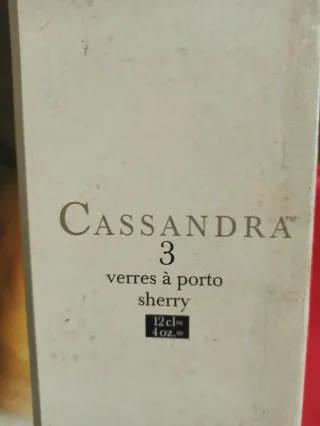 CASSANDRA™
3
verres à porto
sherry
12 cl≈
4 oz.≈